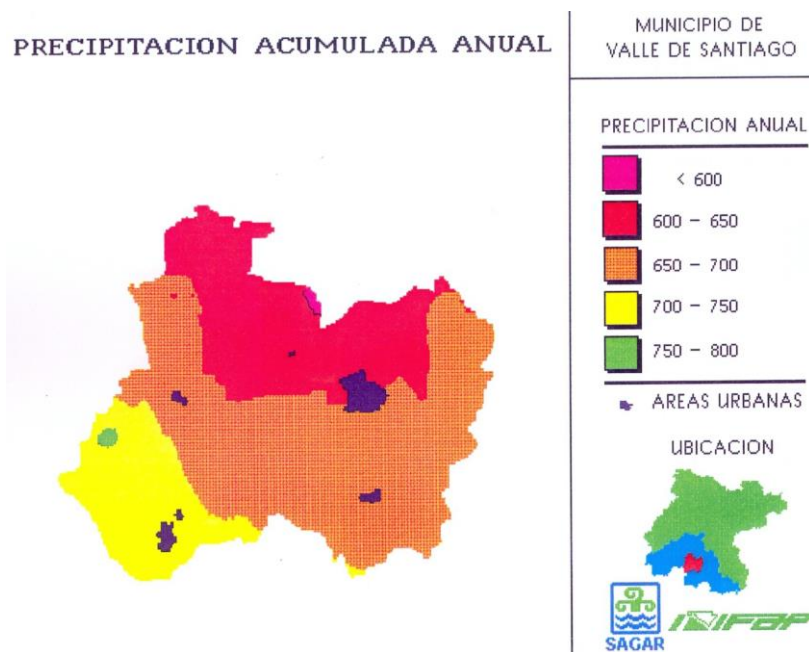 PRECIPITACION ACUMULADA ANUAL
MUNICIPIO DE
VALLE DE SANTIAGO
PRECIPITACION ANUAL
< 600
600 - 650
650 - 700
700 - 750
750 - 800
AREAS URBANAS
UBICACION
SAGAR
INIFAP